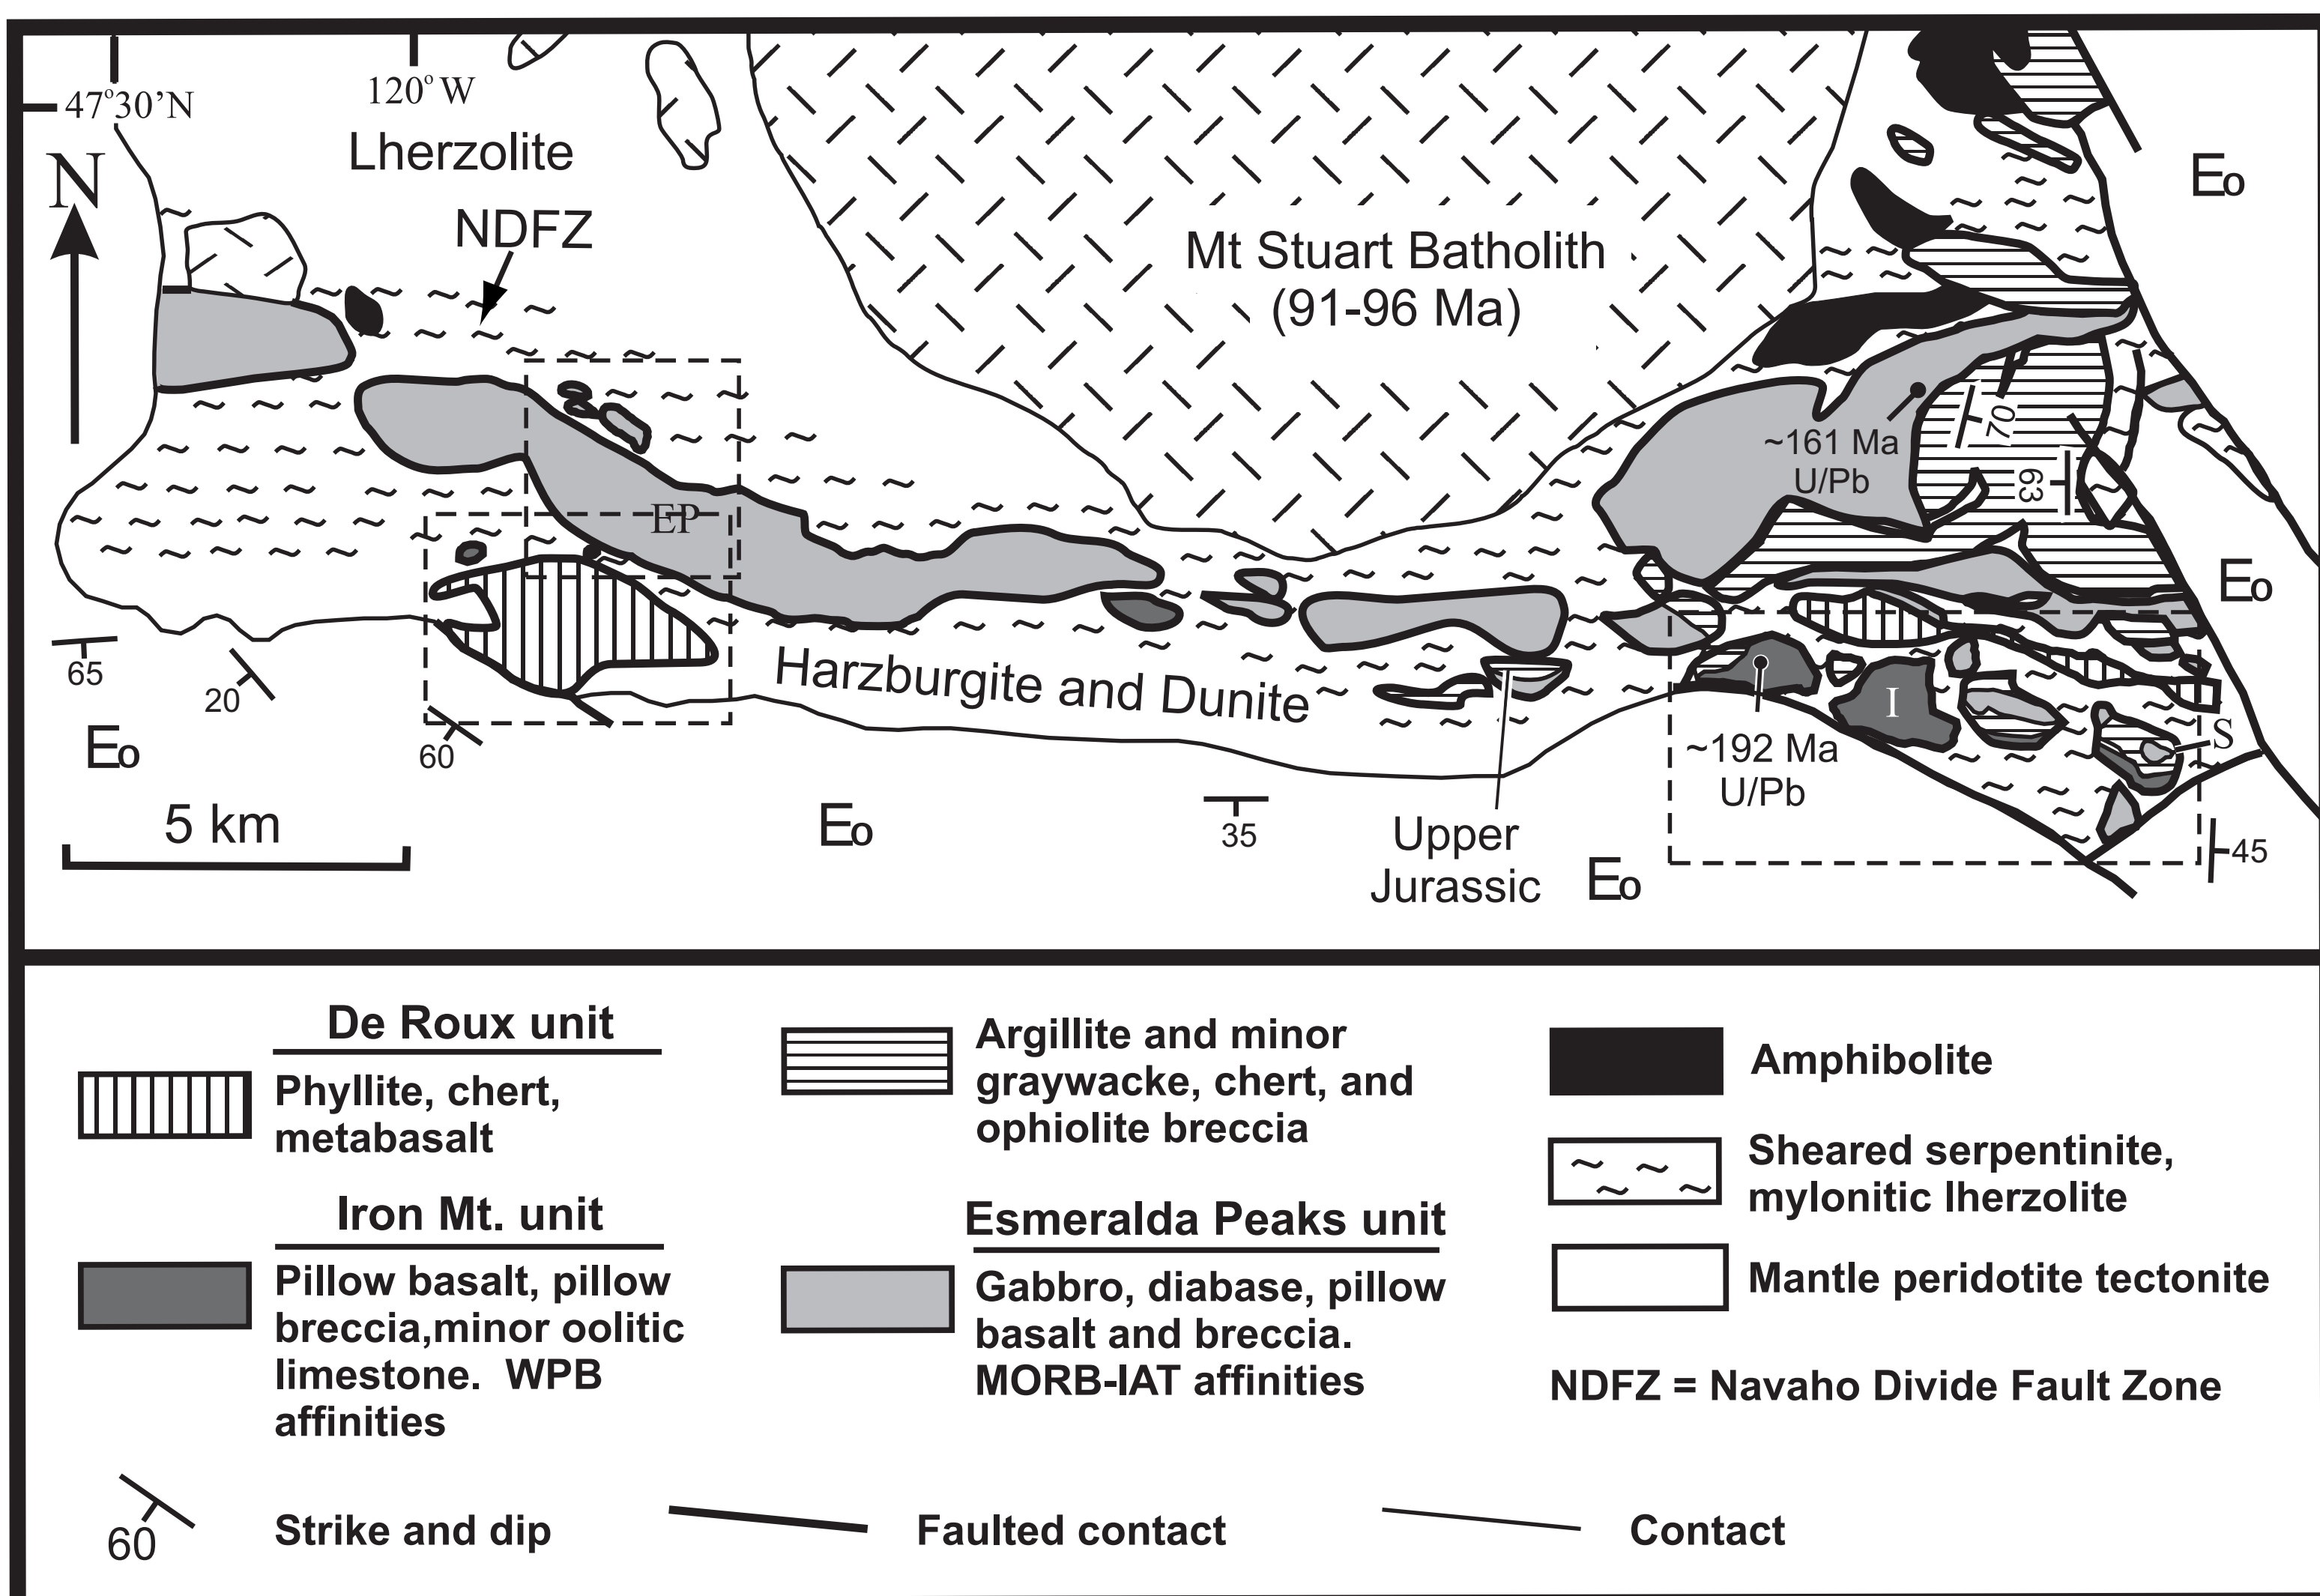 47°30'N
120° W
Lherzolite
N
NDFZ
Mt Stuart Batholith
(91-96 Ma)
Eo
~161 Ma
U/Pb
70
63
EP
Eo
Harzburgite and Dunite
65
20
60
Eo
I
S
~192 Ma
U/Pb
5 km
Eo
35
Upper
Jurassic
Eo
45
De Roux unit
Phyllite, chert,
metabasalt
Iron Mt. unit
Pillow basalt, pillow
breccia,minor oolitic
limestone. WPB
affinities
Argillite and minor
graywacke, chert, and
ophiolite breccia
Esmeralda Peaks unit
Gabbro, diabase, pillow
basalt and breccia.
MORB-IAT affinities
Amphibolite
Sheared serpentinite,
mylonitic lherzolite
Mantle peridotite tectonite
NDFZ = Navaho Divide Fault Zone
60
Strike and dip
Faulted contact
Contact